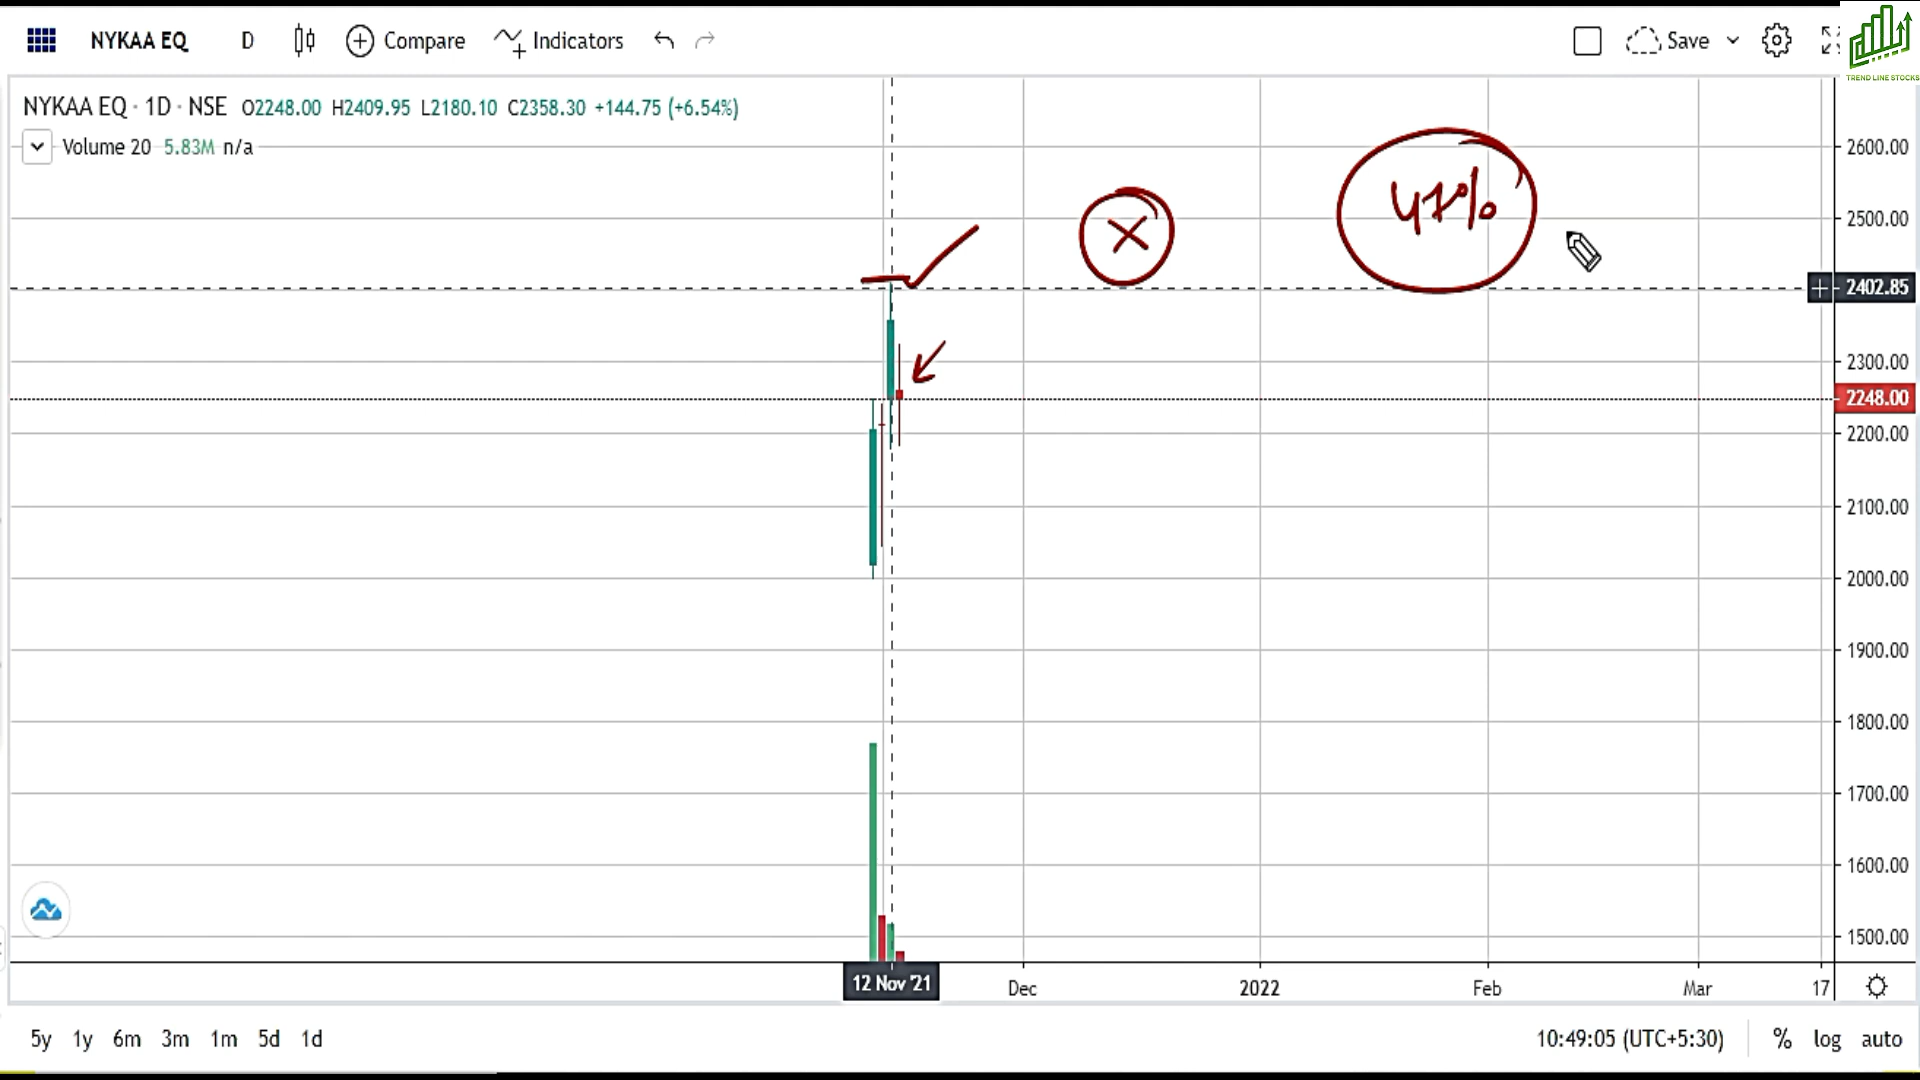 NYKAA EQ D Compare Indicators Save
TREND LINE STOCKS
NYKAA EQ · 1D · NSE O2248.00 H2409.95 L2180.10 C2358.30 +144.75 (+6.54%)
Volume 20 5.83M n/a
2600.00
47%
2500.00
2402.85
2300.00
2248.00
2200.00
2100.00
2000.00
1900.00
1800.00
1700.00
1600.00
1500.00
12 Nov '21 Dec 2022 Feb Mar 17
5y 1y 6m 3m 1m 5d 1d 10:49:05 (UTC+5:30) % log auto